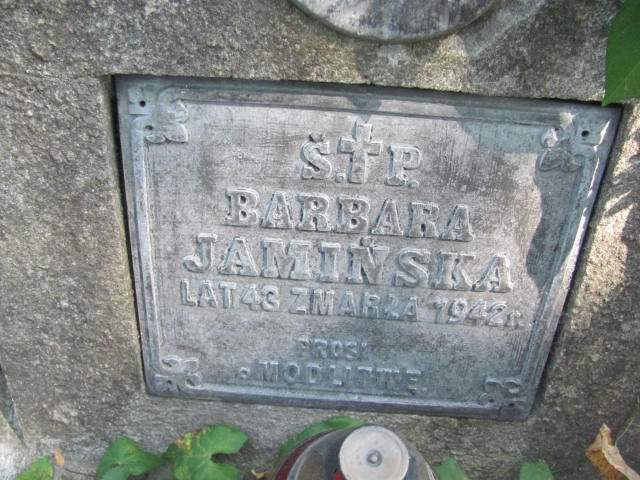 Ś.†P.
BARBARA
JAMIŃSKA
LAT 43 ZMARŁA 1942 r.
PROSI
o MODLITWĘ.